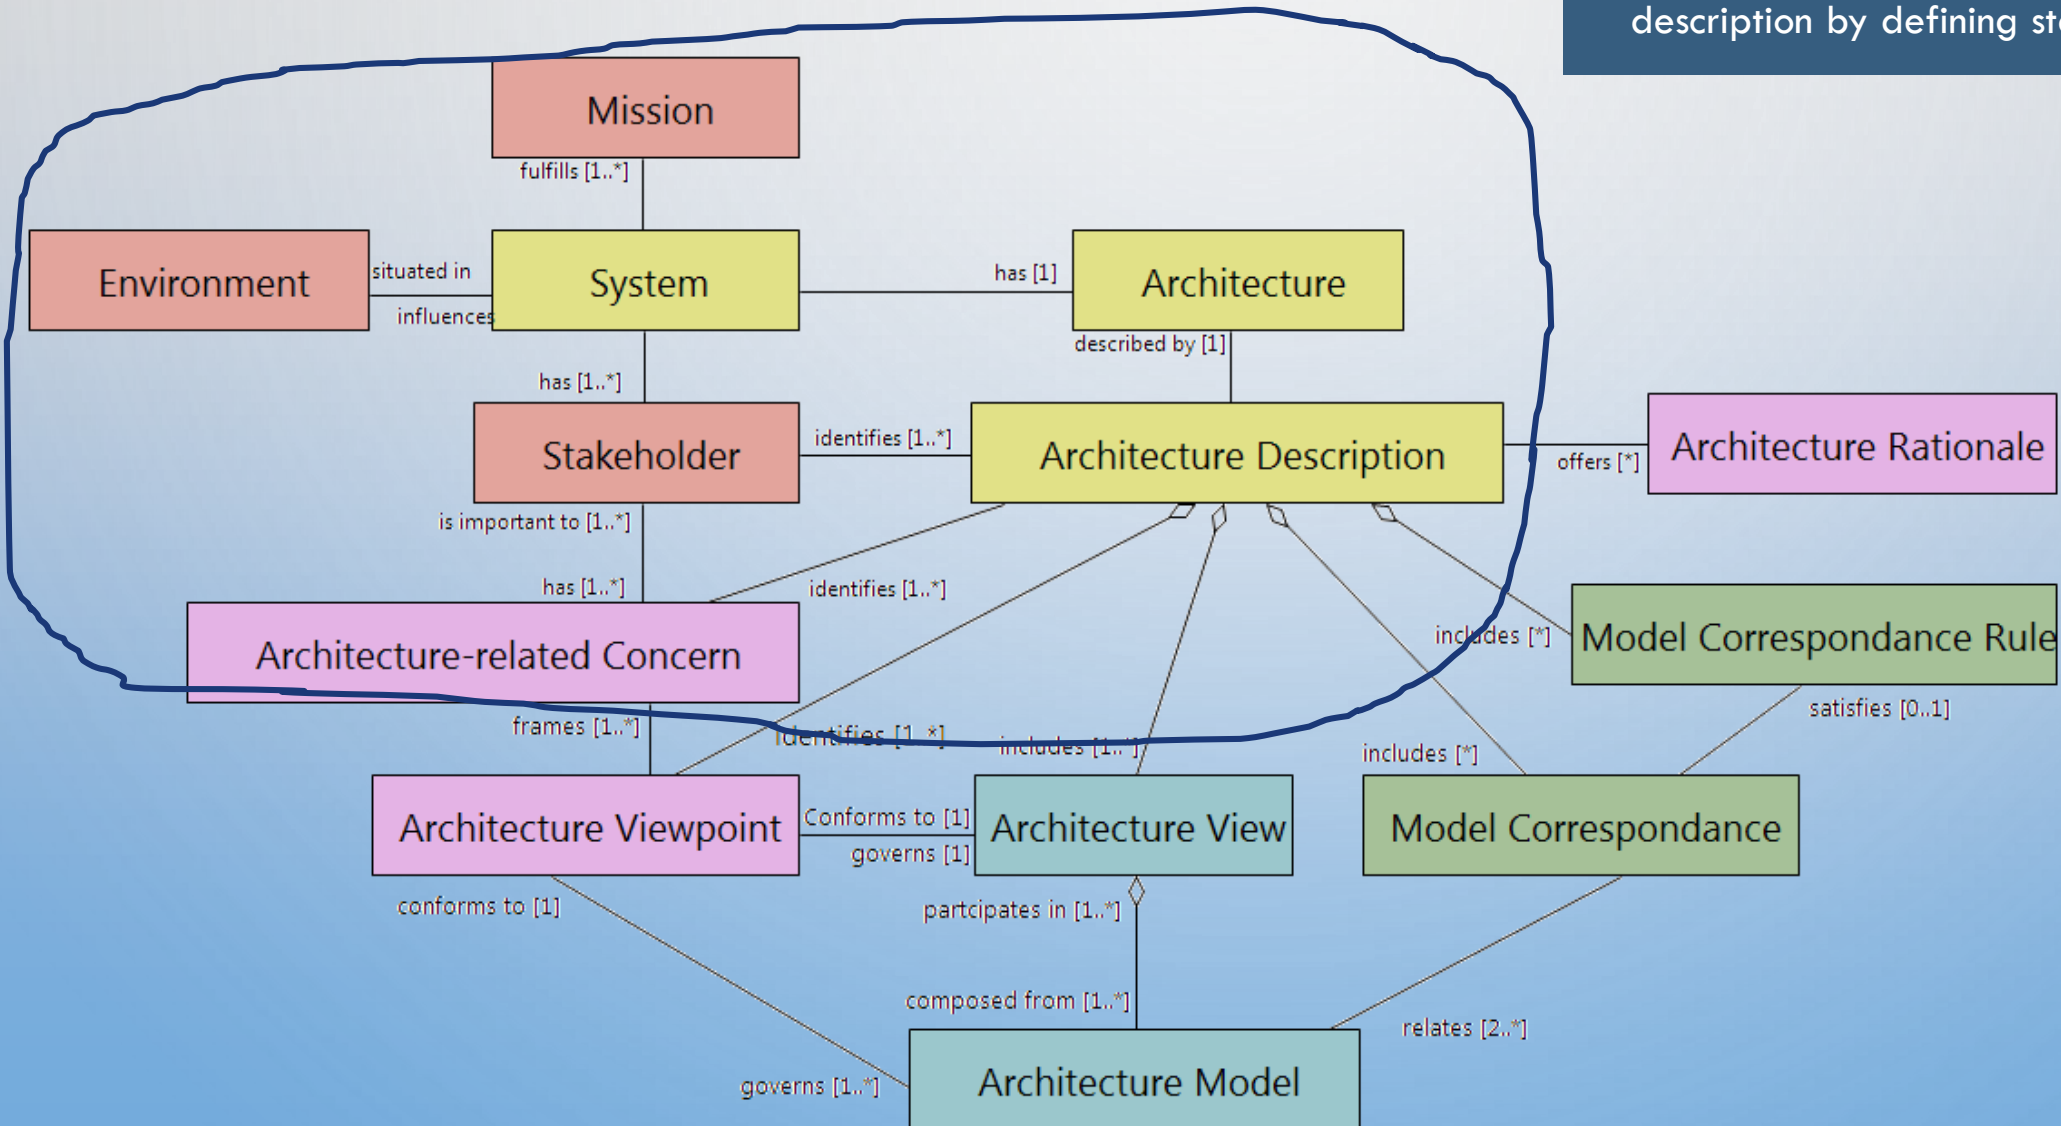 description by defining st
Mission
fulfills [1..*]
Environment
situated in
influences
System
has [1]
Architecture
described by [1]
has [1..*]
Stakeholder
identifies [1..*]
Architecture Description
offers [*]
Architecture Rationale
is important to [1..*]
has [1..*]
identifies [1..*]
Architecture-related Concern
includes [*]
Model Correspondance Rule
satisfies [0..1]
frames [1..*]
Identifies [1..*]
includes [1..*]
includes [*]
Architecture Viewpoint
Conforms to [1]
governs [1]
Architecture View
Model Correspondance
conforms to [1]
partcipates in [1..*]
composed from [1..*]
relates [2..*]
governs [1..*]
Architecture Model